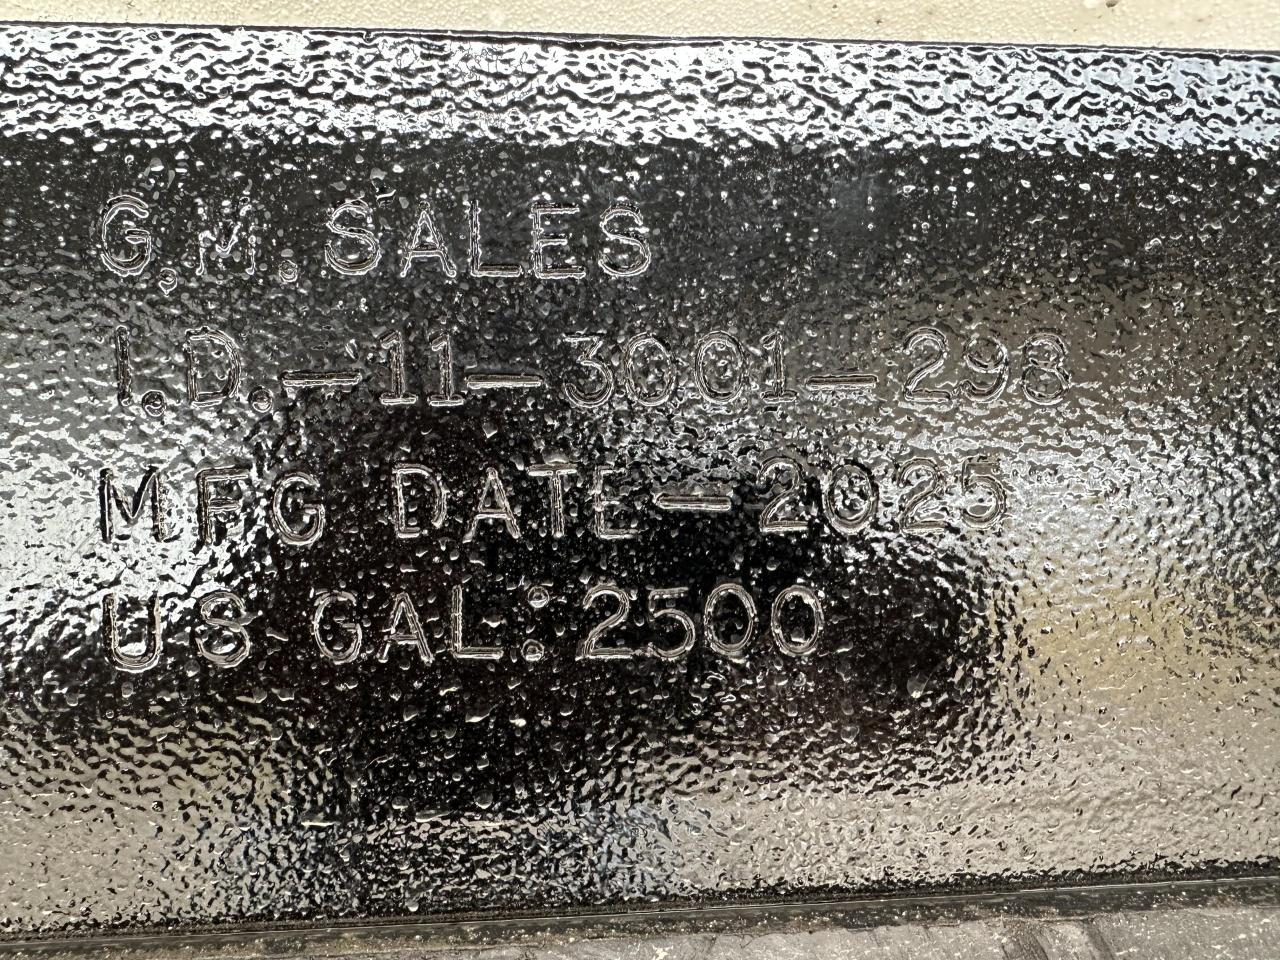 G.M. SALES
I.D.—11—3001—298
MFG DATE—2025
US GAL: 2500